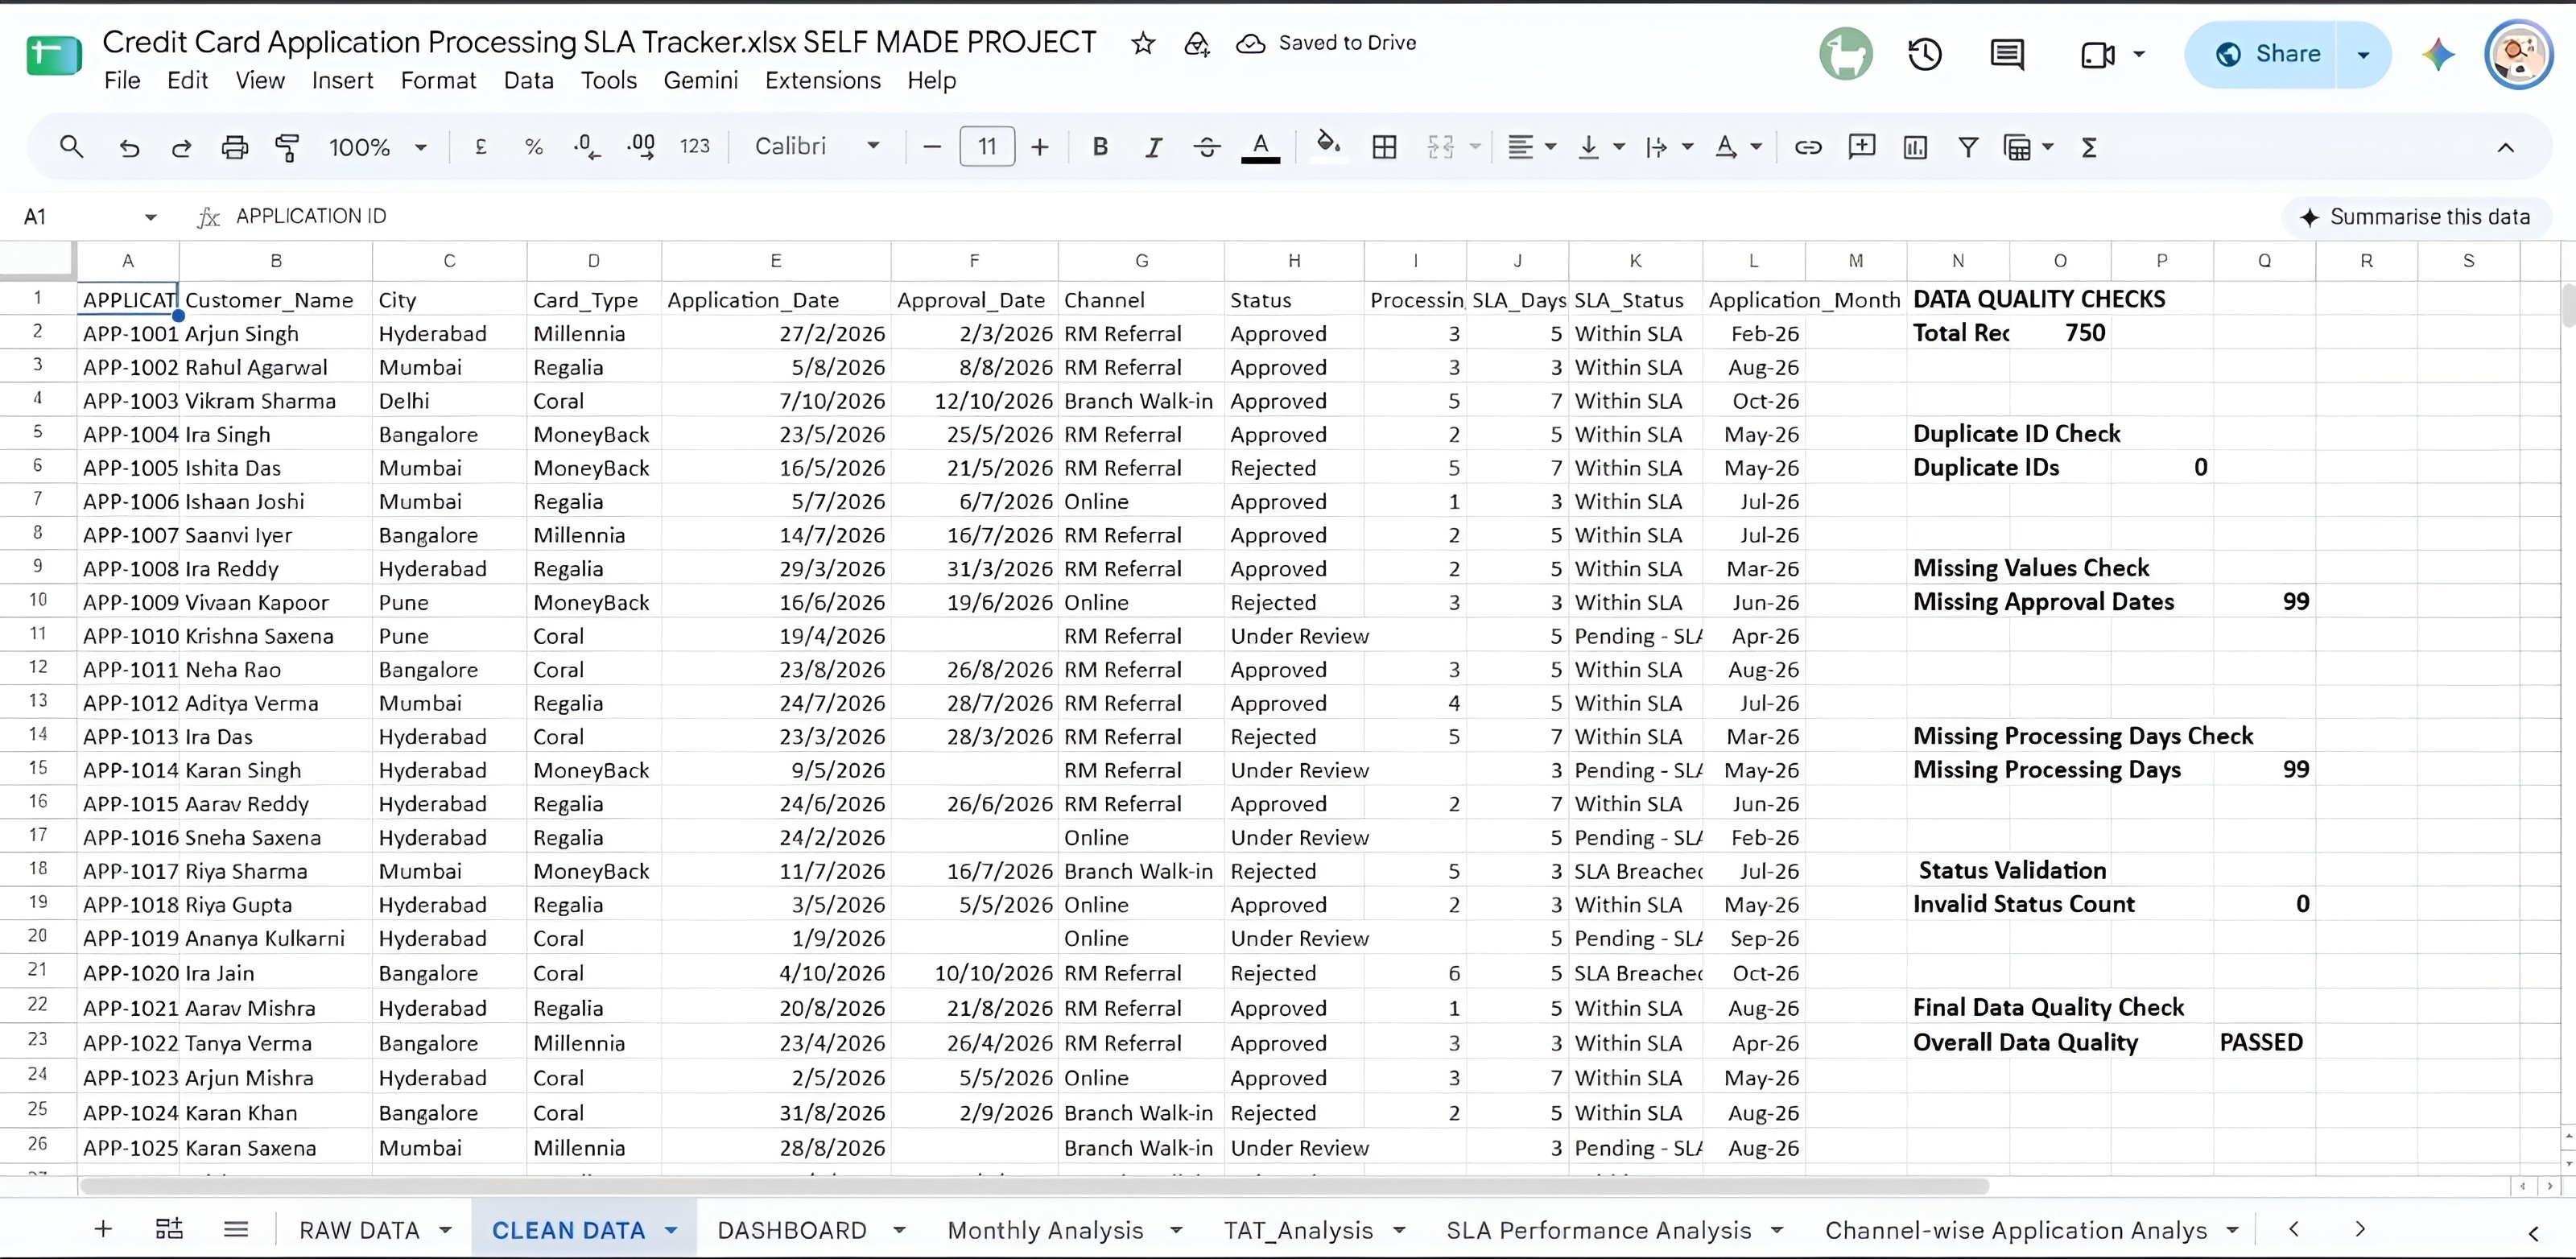 Credit Card Application Processing SLA Tracker.xlsx SELF MADE PROJECT Saved to Drive
File Edit View Insert Format Data Tools Gemini Extensions Help Share
100% £ % .0 .00 123 Calibri 11 B I A A Σ
A1 fx APPLICATION ID Summarise this data
A B C D E F G H I J K L M N O P Q R S
1 APPLICAT Customer_Name City Card_Type Application_Date Approval_Date Channel Status Processin SLA_Days SLA_Status Application_Month DATA QUALITY CHECKS
2 APP-1001 Arjun Singh Hyderabad Millennia 27/2/2026 2/3/2026 RM Referral Approved 3 5 Within SLA Feb-26 Total Rec 750
3 APP-1002 Rahul Agarwal Mumbai Regalia 5/8/2026 8/8/2026 RM Referral Approved 3 3 Within SLA Aug-26
4 APP-1003 Vikram Sharma Delhi Coral 7/10/2026 12/10/2026 Branch Walk-in Approved 5 7 Within SLA Oct-26
5 APP-1004 Ira Singh Bangalore MoneyBack 23/5/2026 25/5/2026 RM Referral Approved 2 5 Within SLA May-26 Duplicate ID Check
6 APP-1005 Ishita Das Mumbai MoneyBack 16/5/2026 21/5/2026 RM Referral Rejected 5 7 Within SLA May-26 Duplicate IDs 0
7 APP-1006 Ishaan Joshi Mumbai Regalia 5/7/2026 6/7/2026 Online Approved 1 3 Within SLA Jul-26
8 APP-1007 Saanvi Iyer Bangalore Millennia 14/7/2026 16/7/2026 RM Referral Approved 2 5 Within SLA Jul-26
9 APP-1008 Ira Reddy Hyderabad Regalia 29/3/2026 31/3/2026 RM Referral Approved 2 5 Within SLA Mar-26 Missing Values Check
10 APP-1009 Vivaan Kapoor Pune MoneyBack 16/6/2026 19/6/2026 Online Rejected 3 3 Within SLA Jun-26 Missing Approval Dates 99
11 APP-1010 Krishna Saxena Pune Coral 19/4/2026 RM Referral Under Review 5 Pending - SLA Apr-26
12 APP-1011 Neha Rao Bangalore Coral 23/8/2026 26/8/2026 RM Referral Approved 3 5 Within SLA Aug-26
13 APP-1012 Aditya Verma Mumbai Regalia 24/7/2026 28/7/2026 RM Referral Approved 4 5 Within SLA Jul-26
14 APP-1013 Ira Das Hyderabad Coral 23/3/2026 28/3/2026 RM Referral Rejected 5 7 Within SLA Mar-26 Missing Processing Days Check
15 APP-1014 Karan Singh Hyderabad MoneyBack 9/5/2026 RM Referral Under Review 3 Pending - SLA May-26 Missing Processing Days 99
16 APP-1015 Aarav Reddy Hyderabad Regalia 24/6/2026 26/6/2026 RM Referral Approved 2 7 Within SLA Jun-26
17 APP-1016 Sneha Saxena Hyderabad Regalia 24/2/2026 Online Under Review 5 Pending - SLA Feb-26
18 APP-1017 Riya Sharma Mumbai MoneyBack 11/7/2026 16/7/2026 Branch Walk-in Rejected 5 3 SLA Breached Jul-26 Status Validation
19 APP-1018 Riya Gupta Hyderabad Regalia 3/5/2026 5/5/2026 Online Approved 2 3 Within SLA May-26 Invalid Status Count 0
20 APP-1019 Ananya Kulkarni Hyderabad Coral 1/9/2026 Online Under Review 5 Pending - SLA Sep-26
21 APP-1020 Ira Jain Bangalore Coral 4/10/2026 10/10/2026 RM Referral Rejected 6 5 SLA Breached Oct-26
22 APP-1021 Aarav Mishra Hyderabad Regalia 20/8/2026 21/8/2026 RM Referral Approved 1 5 Within SLA Aug-26 Final Data Quality Check
23 APP-1022 Tanya Verma Bangalore Millennia 23/4/2026 26/4/2026 RM Referral Approved 3 3 Within SLA Apr-26 Overall Data Quality PASSED
24 APP-1023 Arjun Mishra Hyderabad Coral 2/5/2026 5/5/2026 Online Approved 3 7 Within SLA May-26
25 APP-1024 Karan Khan Bangalore Coral 31/8/2026 2/9/2026 Branch Walk-in Rejected 2 5 Within SLA Aug-26
26 APP-1025 Karan Saxena Mumbai Millennia 28/8/2026 Branch Walk-in Under Review 3 Pending - SLA Aug-26
RAW DATA CLEAN DATA DASHBOARD Monthly Analysis TAT_Analysis SLA Performance Analysis Channel-wise Application Analys